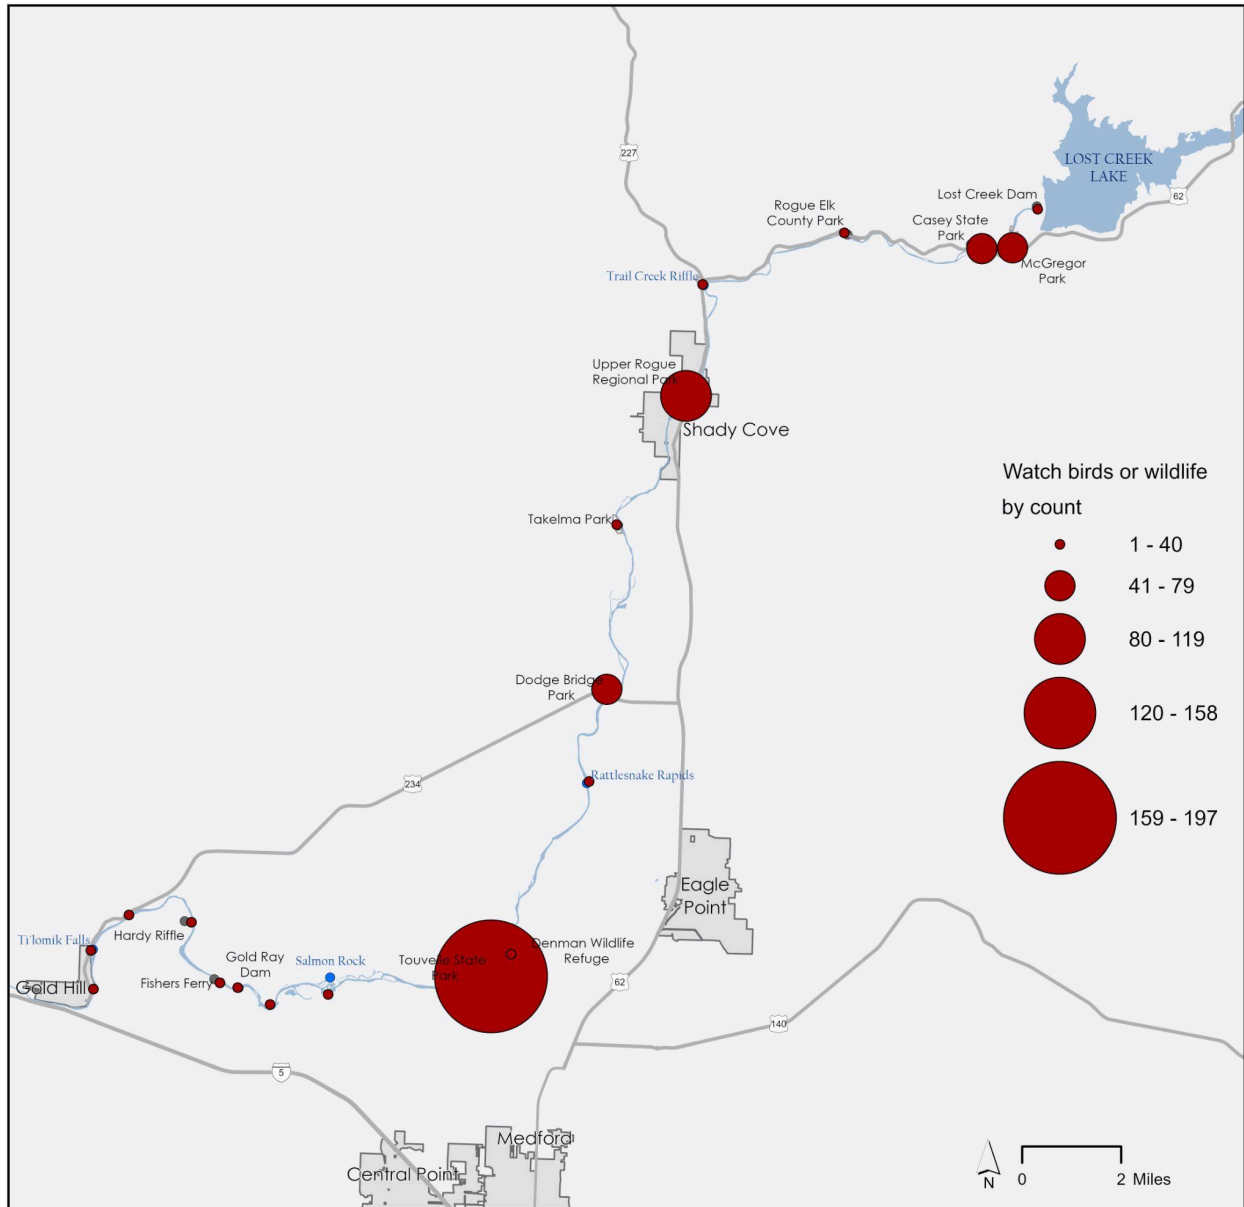 227
LOST CREEK
LAKE
Lost Creek Dam
62
Rogue Elk
County Park
Casey State
Park
McGregor
Park
Trail Creek Riffle
Upper Rogue
Regional Park
Shady Cove
Watch birds or wildlife
by count
1 - 40
41 - 79
80 - 119
120 - 158
159 - 197
Takelma Park
Dodge Bridge
Park
234
Rattlesnake Rapids
Eagle
Point
Hardy Riffle
Ti'lomik Falls
Gold Ray
Dam
Salmon Rock
Touvelle State
Park
Denman Wildlife
Refuge
Fishers Ferry
Gold Hill
62
140
5
Medford
Central Point
N
0
2 Miles